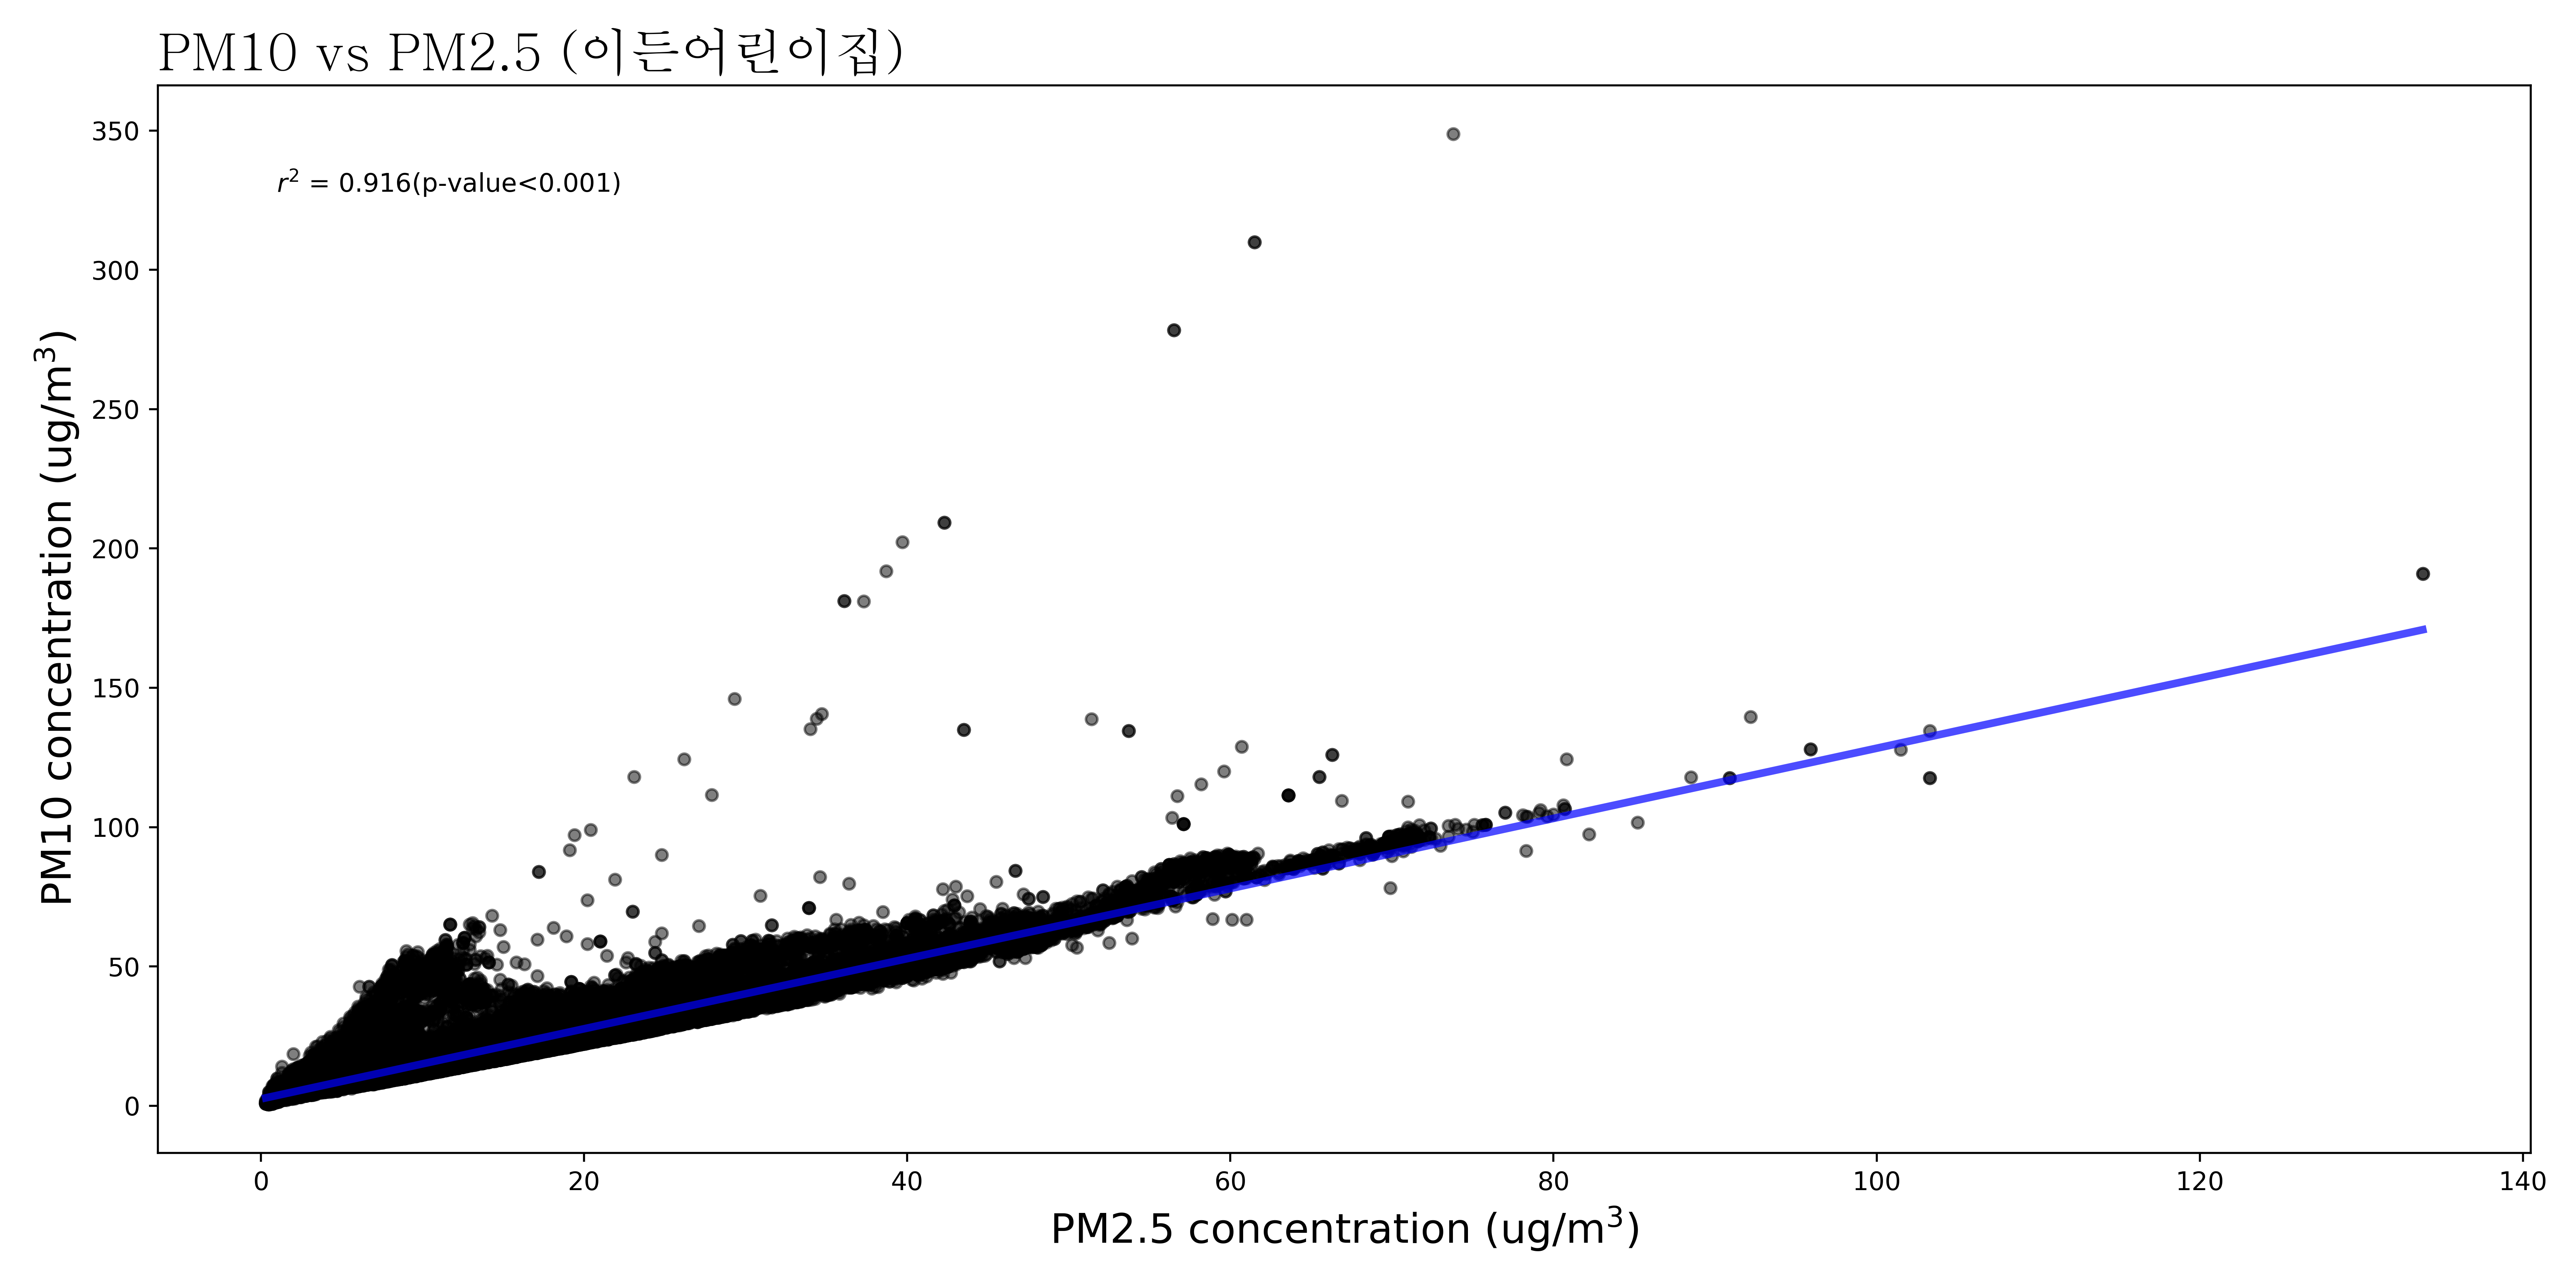 PM10 vs PM2.5 (이든어린이집)
r² = 0.916(p-value<0.001)
PM10 concentration (ug/m³)
350
300
250
200
150
100
50
0
0 20 40 60 80 100 120 140
PM2.5 concentration (ug/m³)